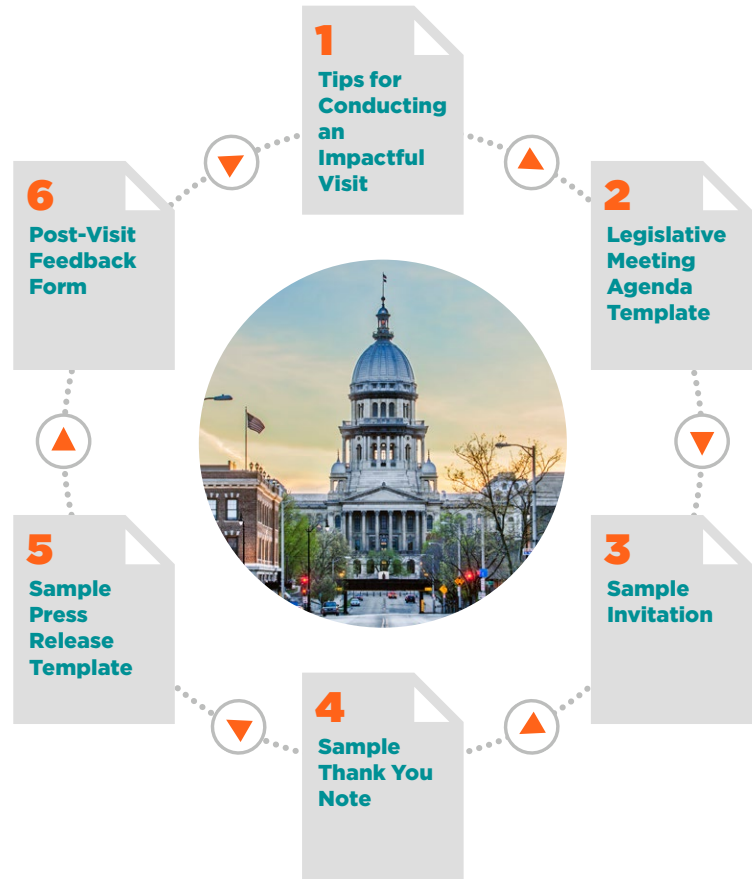 1
Tips for
Conducting
an
Impactful
Visit
2
Legislative
Meeting
Agenda
Template
3
Sample
Invitation
4
Sample
Thank You
Note
5
Sample
Press
Release
Template
6
Post-Visit
Feedback
Form